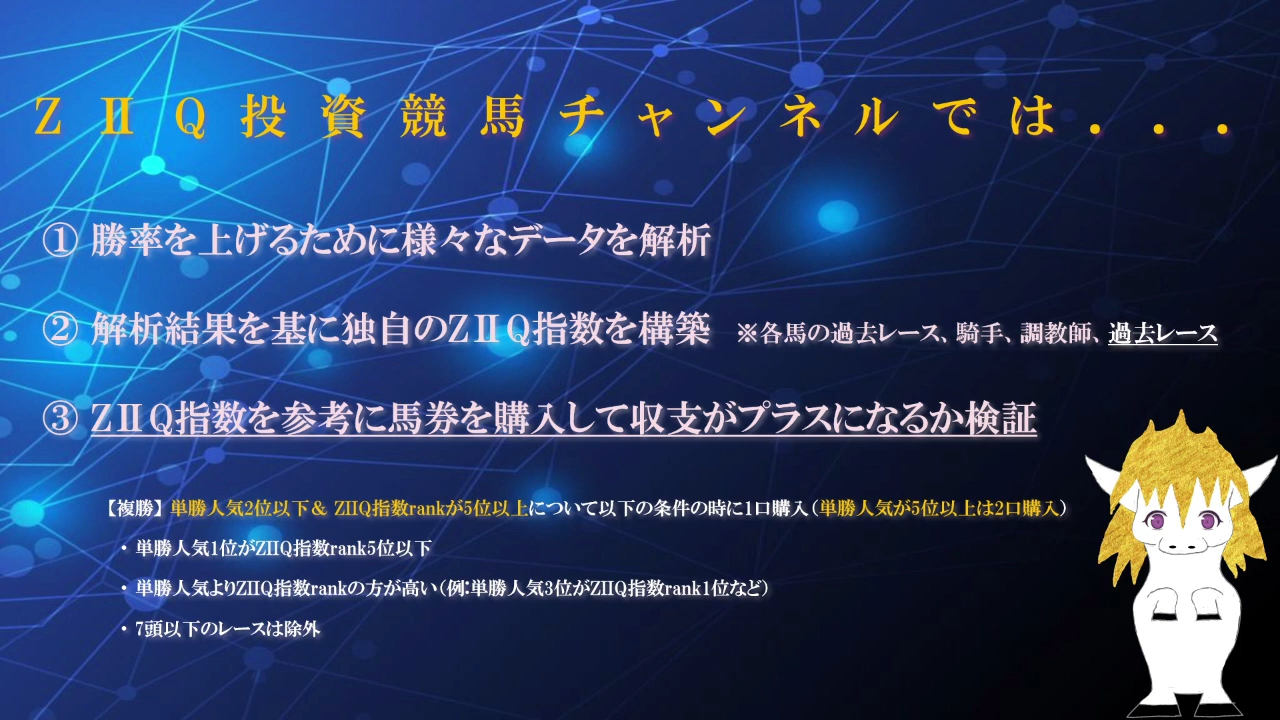 ZⅡQ投資競馬チャンネルでは...
① 勝率を上げるために様々なデータを解析
② 解析結果を基に独自のZⅡQ指数を構築 ※各馬の過去レース、騎手、調教師、過去レース
③ ZⅡQ指数を参考に馬券を購入して収支がプラスになるか検証
【複勝】単勝人気2位以下& ZⅡQ指数rankが5位以上について以下の条件の時に1口購入(単勝人気が5位以上は2口購入)
・単勝人気1位がZⅡQ指数rank5位以下
・単勝人気よりZⅡQ指数rankの方が高い(例:単勝人気3位がZⅡQ指数rank1位など)
・7頭以下のレースは除外